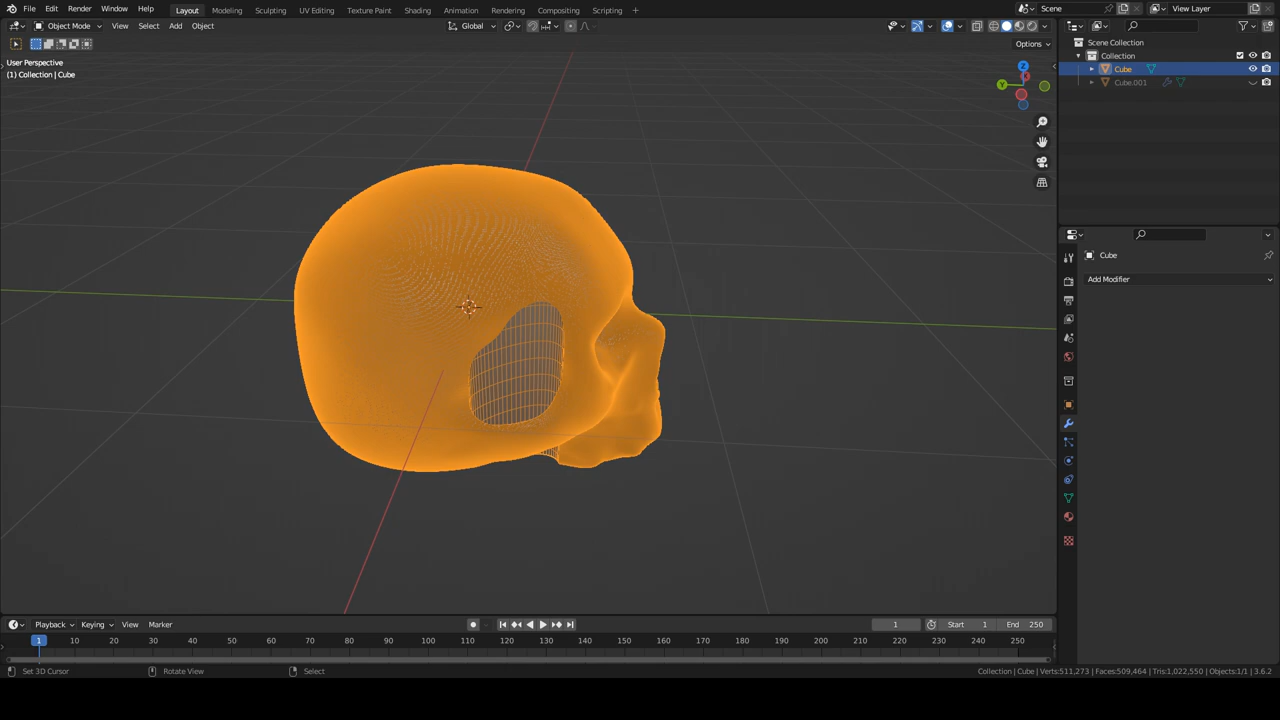 File Edit Render Window Help Layout Modeling Sculpting UV Editing Texture Paint Shading Animation Rendering Compositing Scripting + Scene View Layer
Object Mode View Select Add Object Global
Options
User Perspective
(1) Collection | Cube
Z
X
Y
Scene Collection
Collection
Cube
Cube.001
Cube
Add Modifier
Playback Keying View Marker 1 Start 1 End 250
1 10 20 30 40 50 60 70 80 90 100 110 120 130 140 150 160 170 180 190 200 210 220 230 240 250
Set 3D Cursor Rotate View Select Collection | Cube | Verts:511,273 | Faces:509,464 | Tris:1,022,550 | Objects:1/1 | 3.6.2